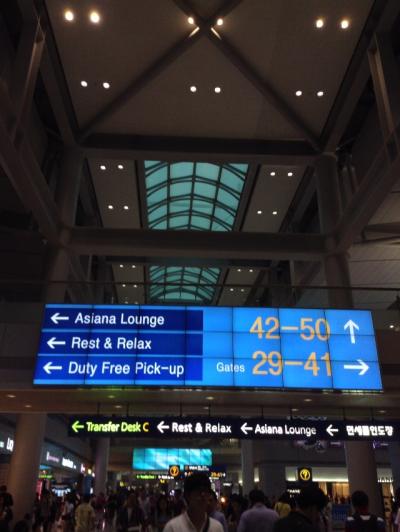 ← Asiana Lounge
← Rest & Relax
← Duty Free Pick-up
42-50 ↑
Gates 29-41 →
← Transfer Desk C ← Rest & Relax ← Asiana Lounge ← 면세품인도장